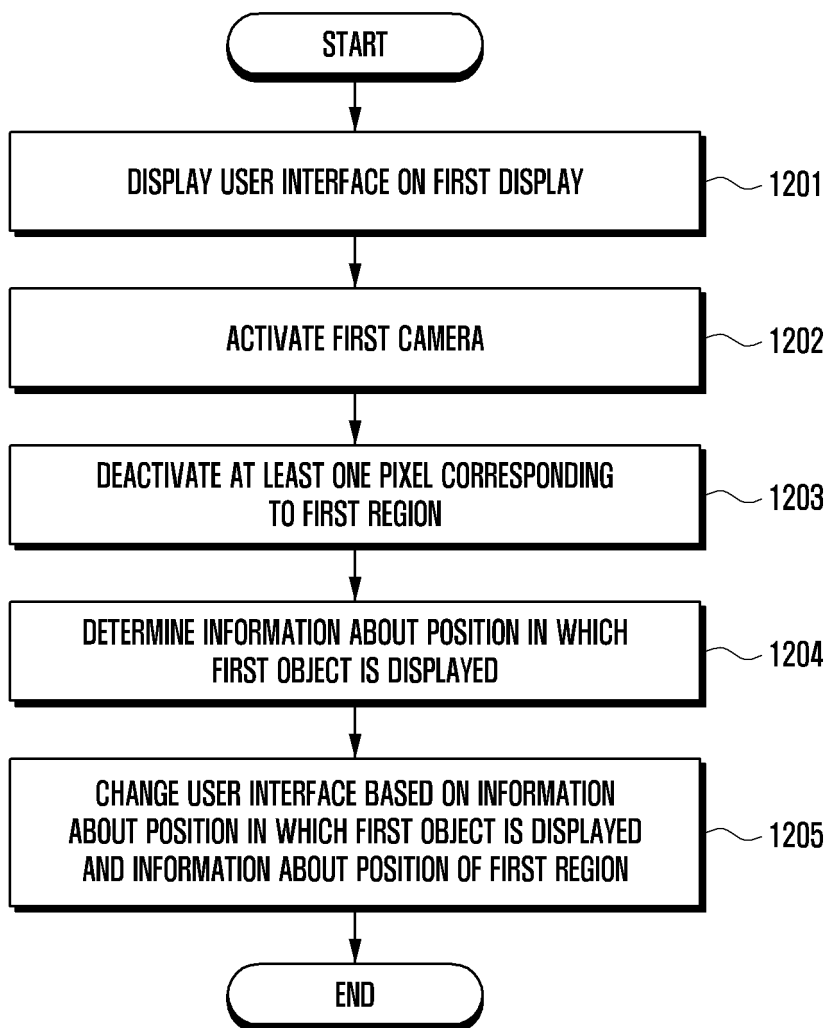 START
DISPLAY USER INTERFACE ON FIRST DISPLAY
1201
ACTIVATE FIRST CAMERA
1202
DEACTIVATE AT LEAST ONE PIXEL CORRESPONDING
TO FIRST REGION
1203
DETERMINE INFORMATION ABOUT POSITION IN WHICH
FIRST OBJECT IS DISPLAYED
1204
CHANGE USER INTERFACE BASED ON INFORMATION
ABOUT POSITION IN WHICH FIRST OBJECT IS DISPLAYED
AND INFORMATION ABOUT POSITION OF FIRST REGION
1205
END